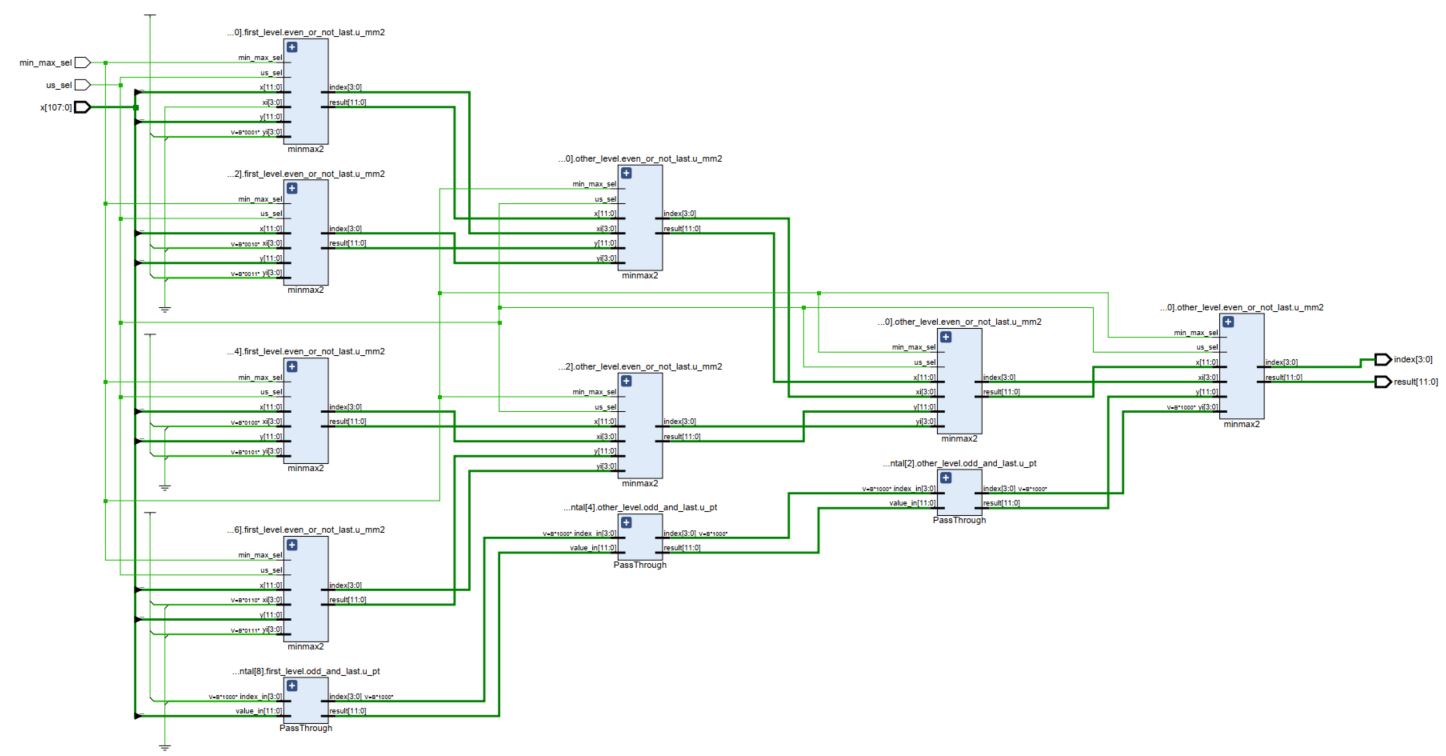 min_max_sel
us_sel
x[107:0]
...0].first_level.even_or_not_last.u_mm2
min_max_sel
us_sel
x[11:0]
xi[3:0]
y[11:0]
V=B"0001" yi[3:0]
index[3:0]
result[11:0]
minmax2
...2].first_level.even_or_not_last.u_mm2
min_max_sel
us_sel
x[11:0]
V=B"0010" xi[3:0]
y[11:0]
V=B"0011" yi[3:0]
index[3:0]
result[11:0]
minmax2
...4].first_level.even_or_not_last.u_mm2
min_max_sel
us_sel
x[11:0]
V=B"0100" xi[3:0]
y[11:0]
V=B"0101" yi[3:0]
index[3:0]
result[11:0]
minmax2
...6].first_level.even_or_not_last.u_mm2
min_max_sel
us_sel
x[11:0]
V=B"0110" xi[3:0]
y[11:0]
V=B"0111" yi[3:0]
index[3:0]
result[11:0]
minmax2
...ntal[8].first_level.odd_and_last.u_pt
V=B"1000" index_in[3:0]
value_in[11:0]
index[3:0] V=B"1000"
result[11:0]
PassThrough
...0].other_level.even_or_not_last.u_mm2
min_max_sel
us_sel
x[11:0]
xi[3:0]
y[11:0]
yi[3:0]
index[3:0]
result[11:0]
minmax2
...2].other_level.even_or_not_last.u_mm2
min_max_sel
us_sel
x[11:0]
xi[3:0]
y[11:0]
yi[3:0]
index[3:0]
result[11:0]
minmax2
...ntal[4].other_level.odd_and_last.u_pt
V=B"1000" index_in[3:0]
value_in[11:0]
index[3:0] V=B"1000"
result[11:0]
PassThrough
...0].other_level.even_or_not_last.u_mm2
min_max_sel
us_sel
x[11:0]
xi[3:0]
y[11:0]
yi[3:0]
index[3:0]
result[11:0]
minmax2
...ntal[2].other_level.odd_and_last.u_pt
V=B"1000" index_in[3:0]
value_in[11:0]
index[3:0] V=B"1000"
result[11:0]
PassThrough
...0].other_level.even_or_not_last.u_mm2
min_max_sel
us_sel
x[11:0]
xi[3:0]
y[11:0]
V=B"1000" yi[3:0]
index[3:0]
result[11:0]
minmax2
index[3:0]
result[11:0]